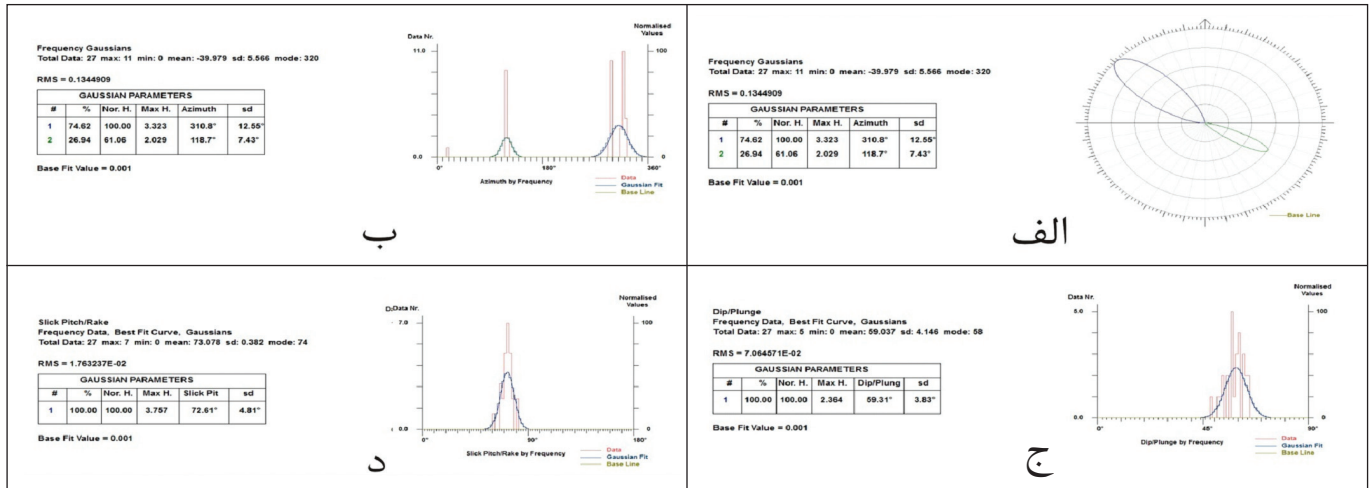 Frequency Gaussians
Total Data: 27 max: 11 min: 0 mean: -39.979 sd: 5.566 mode: 320
RMS = 0.1344909
GAUSSIAN PARAMETERS
# % Nor. H. Max H. Azimuth sd
1 74.62 100.00 3.323 310.8° 12.55°
2 26.94 61.06 2.029 118.7° 7.43°
Base Fit Value = 0.001
Data Nr.
Normalised Values
11.0
100
0.0
0
0° 180° 360°
Azimuth by Frequency
Data
Gaussian Fit
Base Line
ب
Frequency Gaussians
Total Data: 27 max: 11 min: 0 mean: -39.979 sd: 5.566 mode: 320
RMS = 0.1344909
GAUSSIAN PARAMETERS
# % Nor. H. Max H. Azimuth sd
1 74.62 100.00 3.323 310.8° 12.55°
2 26.94 61.06 2.029 118.7° 7.43°
Base Fit Value = 0.001
Base Line
الف
Slick Pitch/Rake
Frequency Data, Best Fit Curve, Gaussians
Total Data: 27 max: 7 min: 0 mean: 73.078 sd: 0.382 mode: 74
RMS = 1.763237E-02
GAUSSIAN PARAMETERS
# % Nor. H. Max H. Slick Pit sd
1 100.00 100.00 3.757 72.61° 4.81°
Base Fit Value = 0.001
D:Data Nr.
Normalised Values
7.0
100
0.0
0
0° 90° 180°
Slick Pitch/Rake by Frequency
Data
Gaussian Fit
Base Line
د
Dip/Plunge
Frequency Data, Best Fit Curve, Gaussians
Total Data: 27 max: 5 min: 0 mean: 59.037 sd: 4.146 mode: 58
RMS = 7.064571E-02
GAUSSIAN PARAMETERS
# % Nor. H. Max H. Dip/Plung sd
1 100.00 100.00 2.364 59.31° 3.83°
Base Fit Value = 0.001
Data Nr.
Normalised Values
5.0
100
0.0
0
0° 45° 90°
Dip/Plunge by Frequency
Data
Gaussian Fit
Base Line
ج